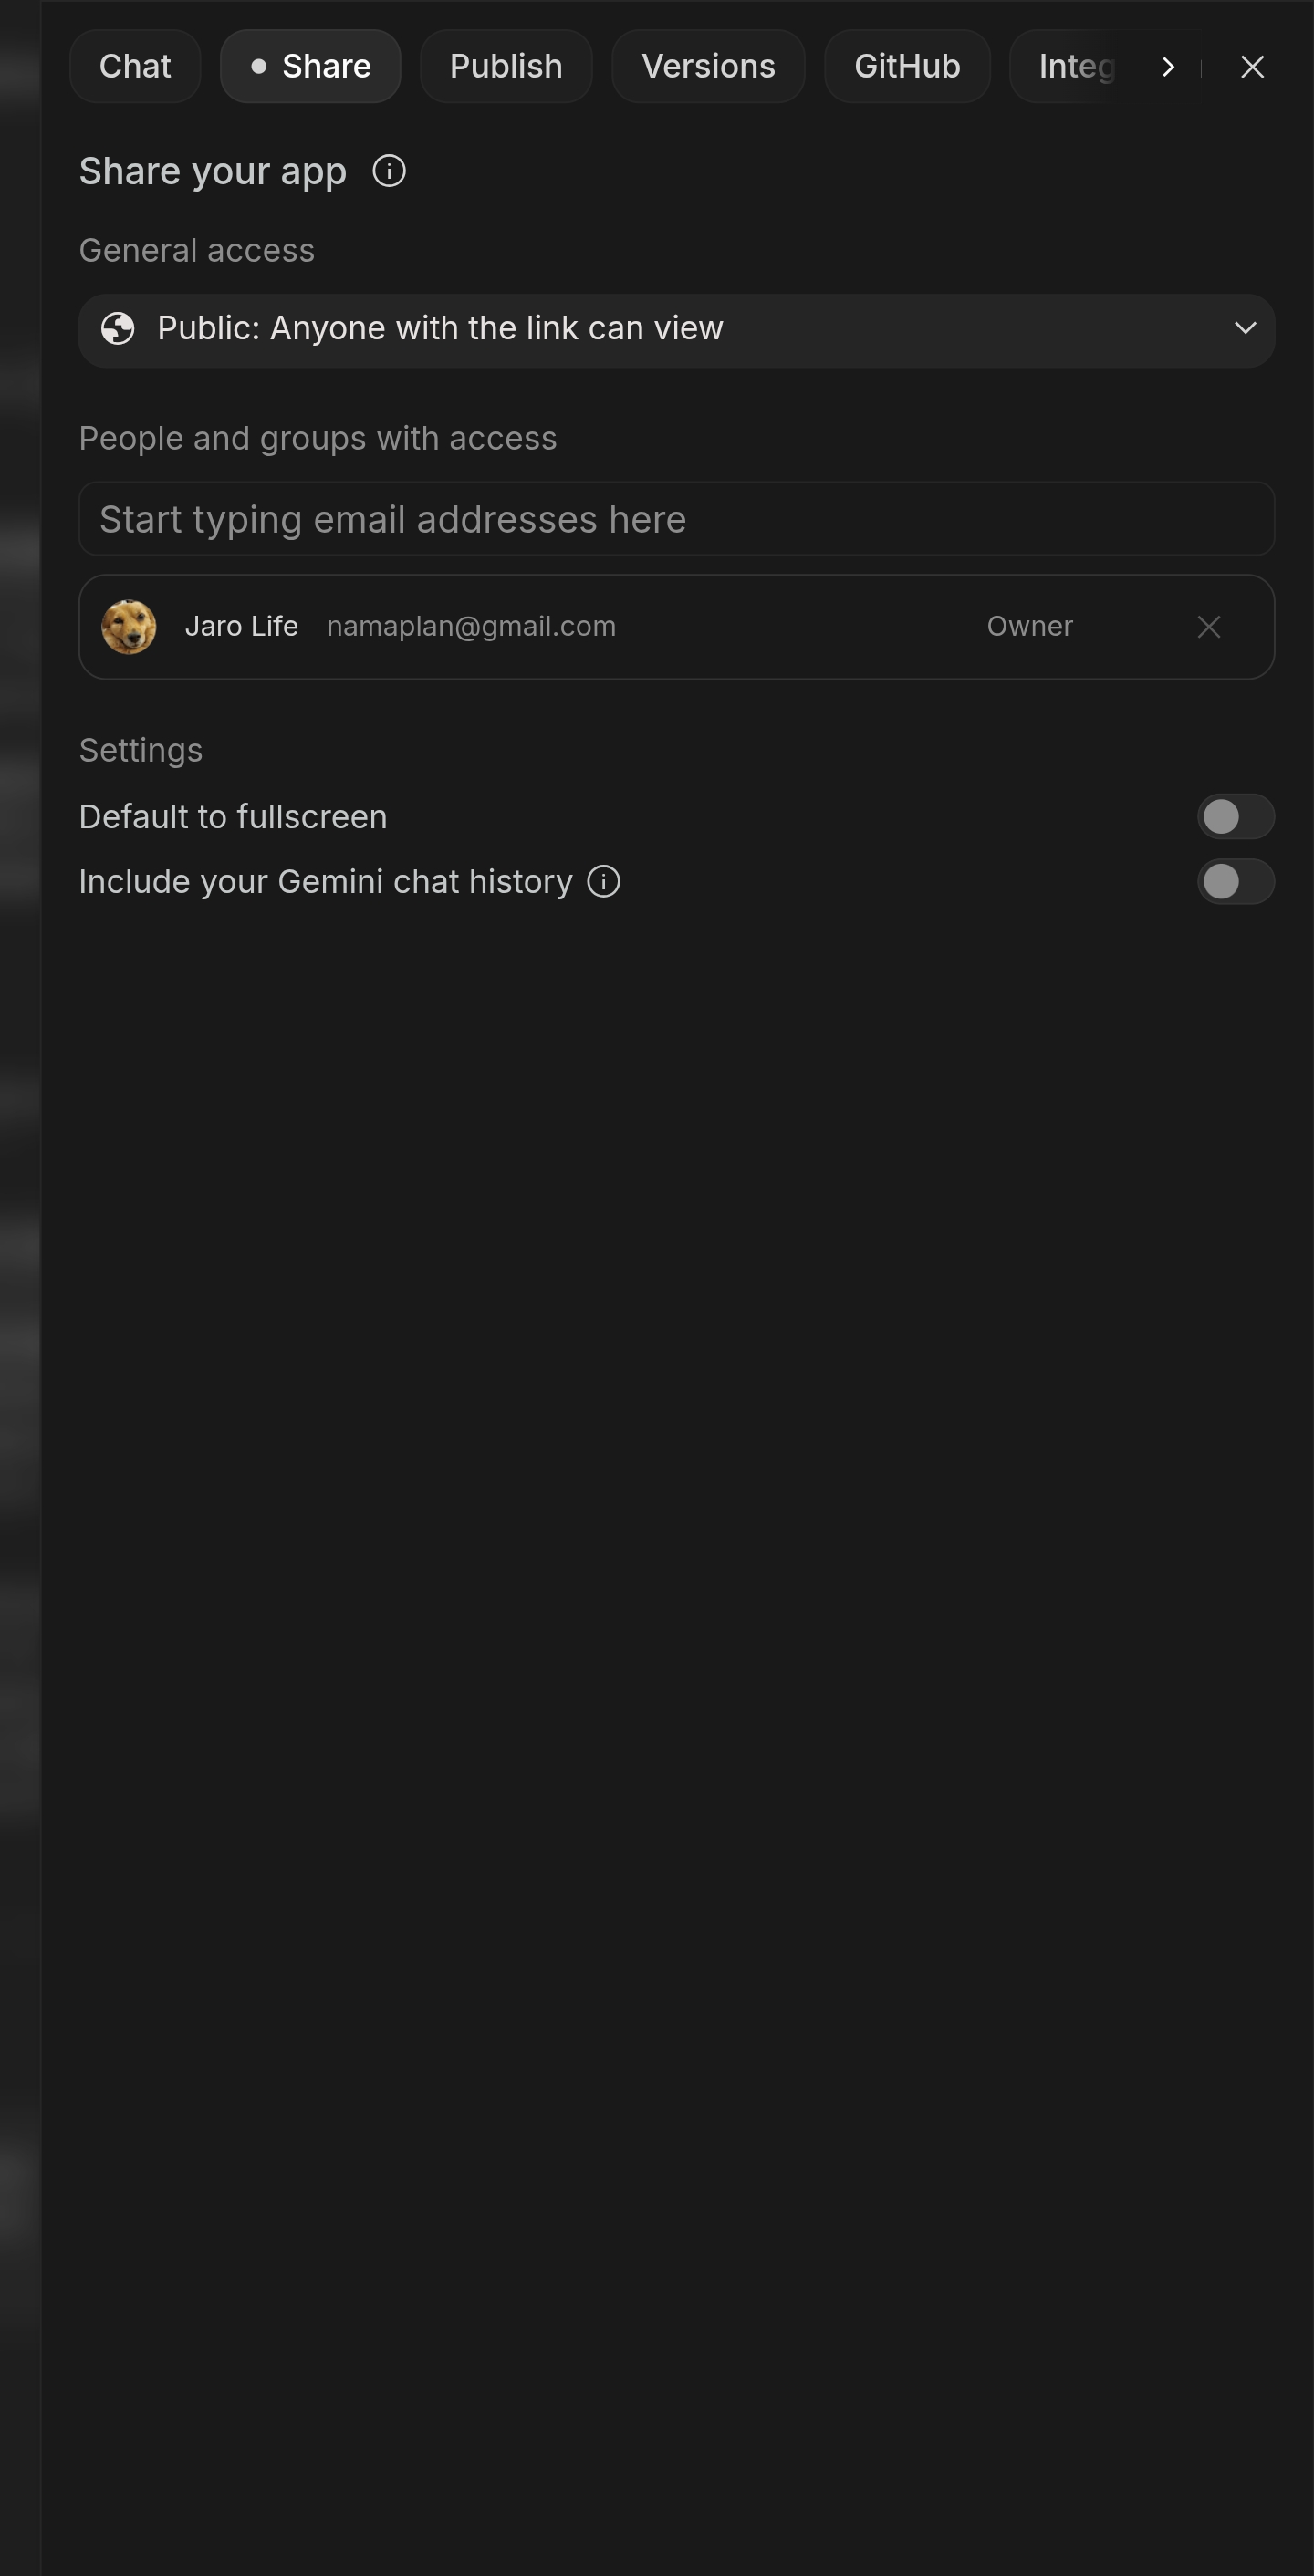 Chat Share Publish Versions GitHub Integ
Share your app
General access
Public: Anyone with the link can view
People and groups with access
Start typing email addresses here
Jaro Life namaplan@gmail.com Owner
Settings
Default to fullscreen
Include your Gemini chat history